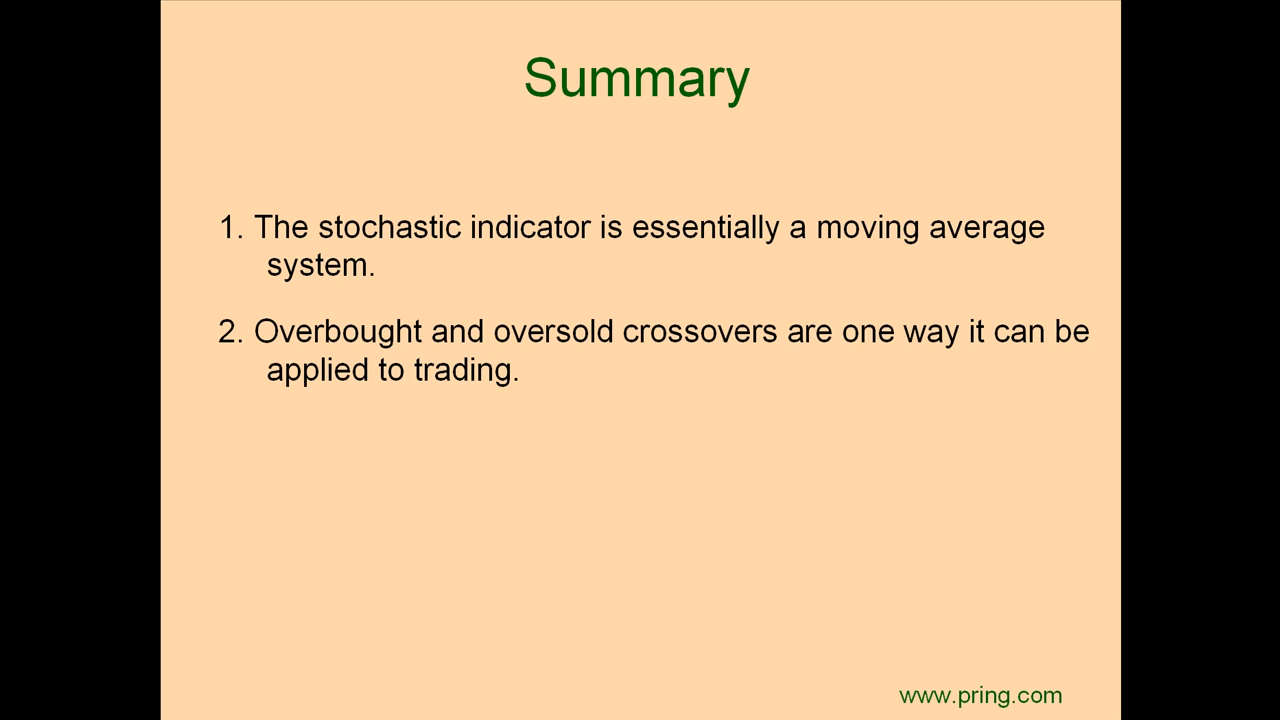 Summary
1. The stochastic indicator is essentially a moving average
system.
2. Overbought and oversold crossovers are one way it can be
applied to trading.
www.pring.com